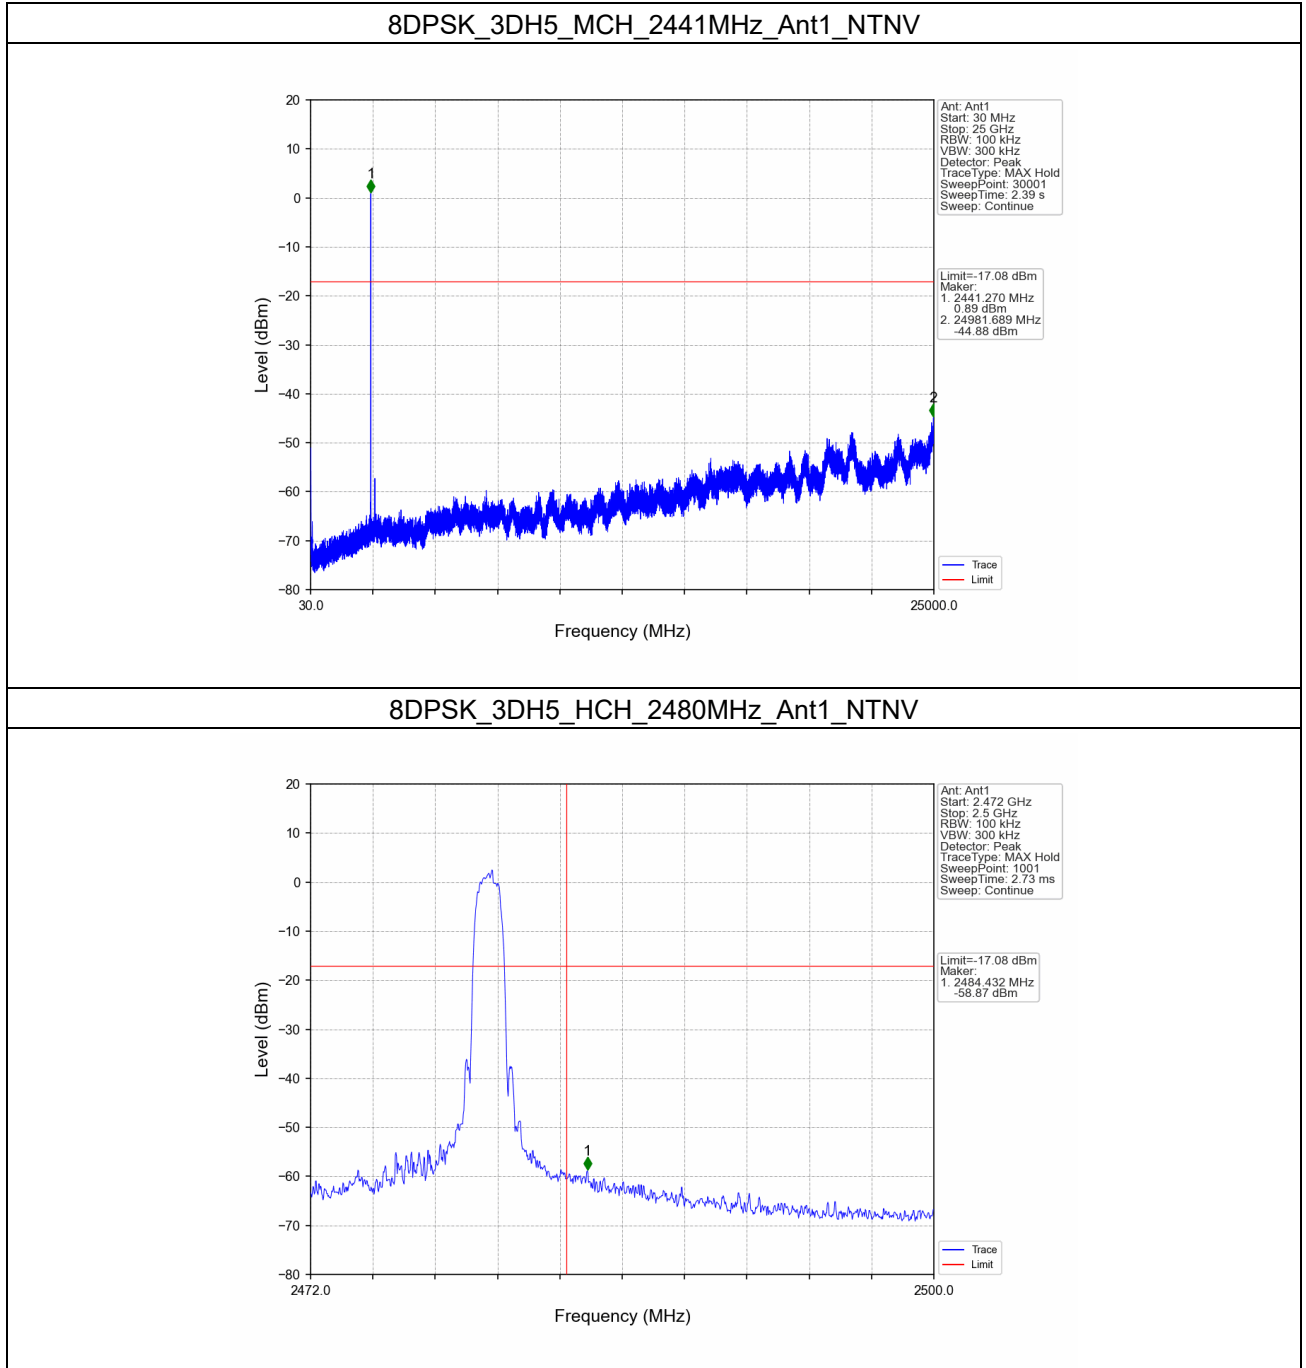 8DPSK_3DH5_MCH_2441MHz_Ant1_NTNV
20
10
0
−10
−20
−30
−40
−50
−60
−70
−80
Level (dBm)
1
2
30.0
25000.0
Frequency (MHz)
Ant: Ant1
Start: 30 MHz
Stop: 25 GHz
RBW: 100 kHz
VBW: 300 kHz
Detector: Peak
TraceType: MAX Hold
SweepPoint: 30001
SweepTime: 2.39 s
Sweep: Continue
Limit=-17.08 dBm
Maker:
1. 2441.270 MHz
0.89 dBm
2. 24981.689 MHz
-44.88 dBm
Trace
Limit
8DPSK_3DH5_HCH_2480MHz_Ant1_NTNV
20
10
0
−10
−20
−30
−40
−50
−60
−70
−80
Level (dBm)
1
2472.0
2500.0
Frequency (MHz)
Ant: Ant1
Start: 2.472 GHz
Stop: 2.5 GHz
RBW: 100 kHz
VBW: 300 kHz
Detector: Peak
TraceType: MAX Hold
SweepPoint: 1001
SweepTime: 2.73 ms
Sweep: Continue
Limit=-17.08 dBm
Maker:
1. 2484.432 MHz
-58.87 dBm
Trace
Limit